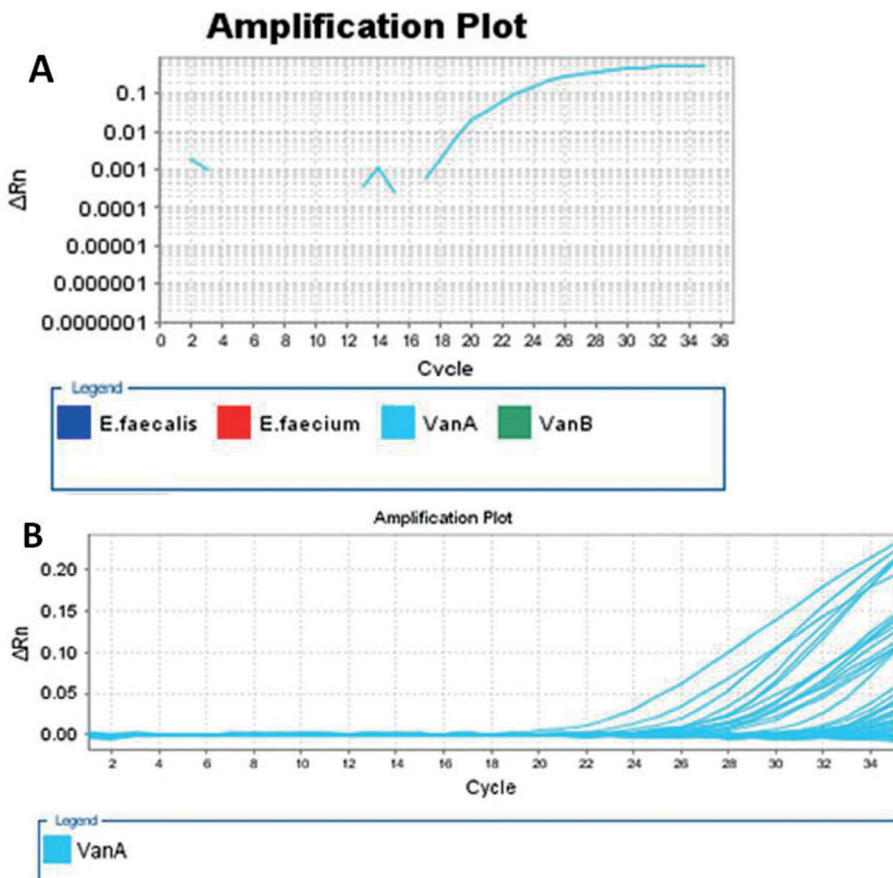 Amplification Plot
A
0.1
0.01
0.001
0.0001
0.00001
0.000001
0.0000001
ΔRn
0 2 4 6 8 10 12 14 16 18 20 22 24 26 28 30 32 34 36
Cycle
Legend
E.faecalis E.faecium VanA VanB
B
Amplification Plot
0.20
0.15
0.10
0.05
0.00
ΔRn
2 4 6 8 10 12 14 16 18 20 22 24 26 28 30 32 34
Cycle
Legend
VanA